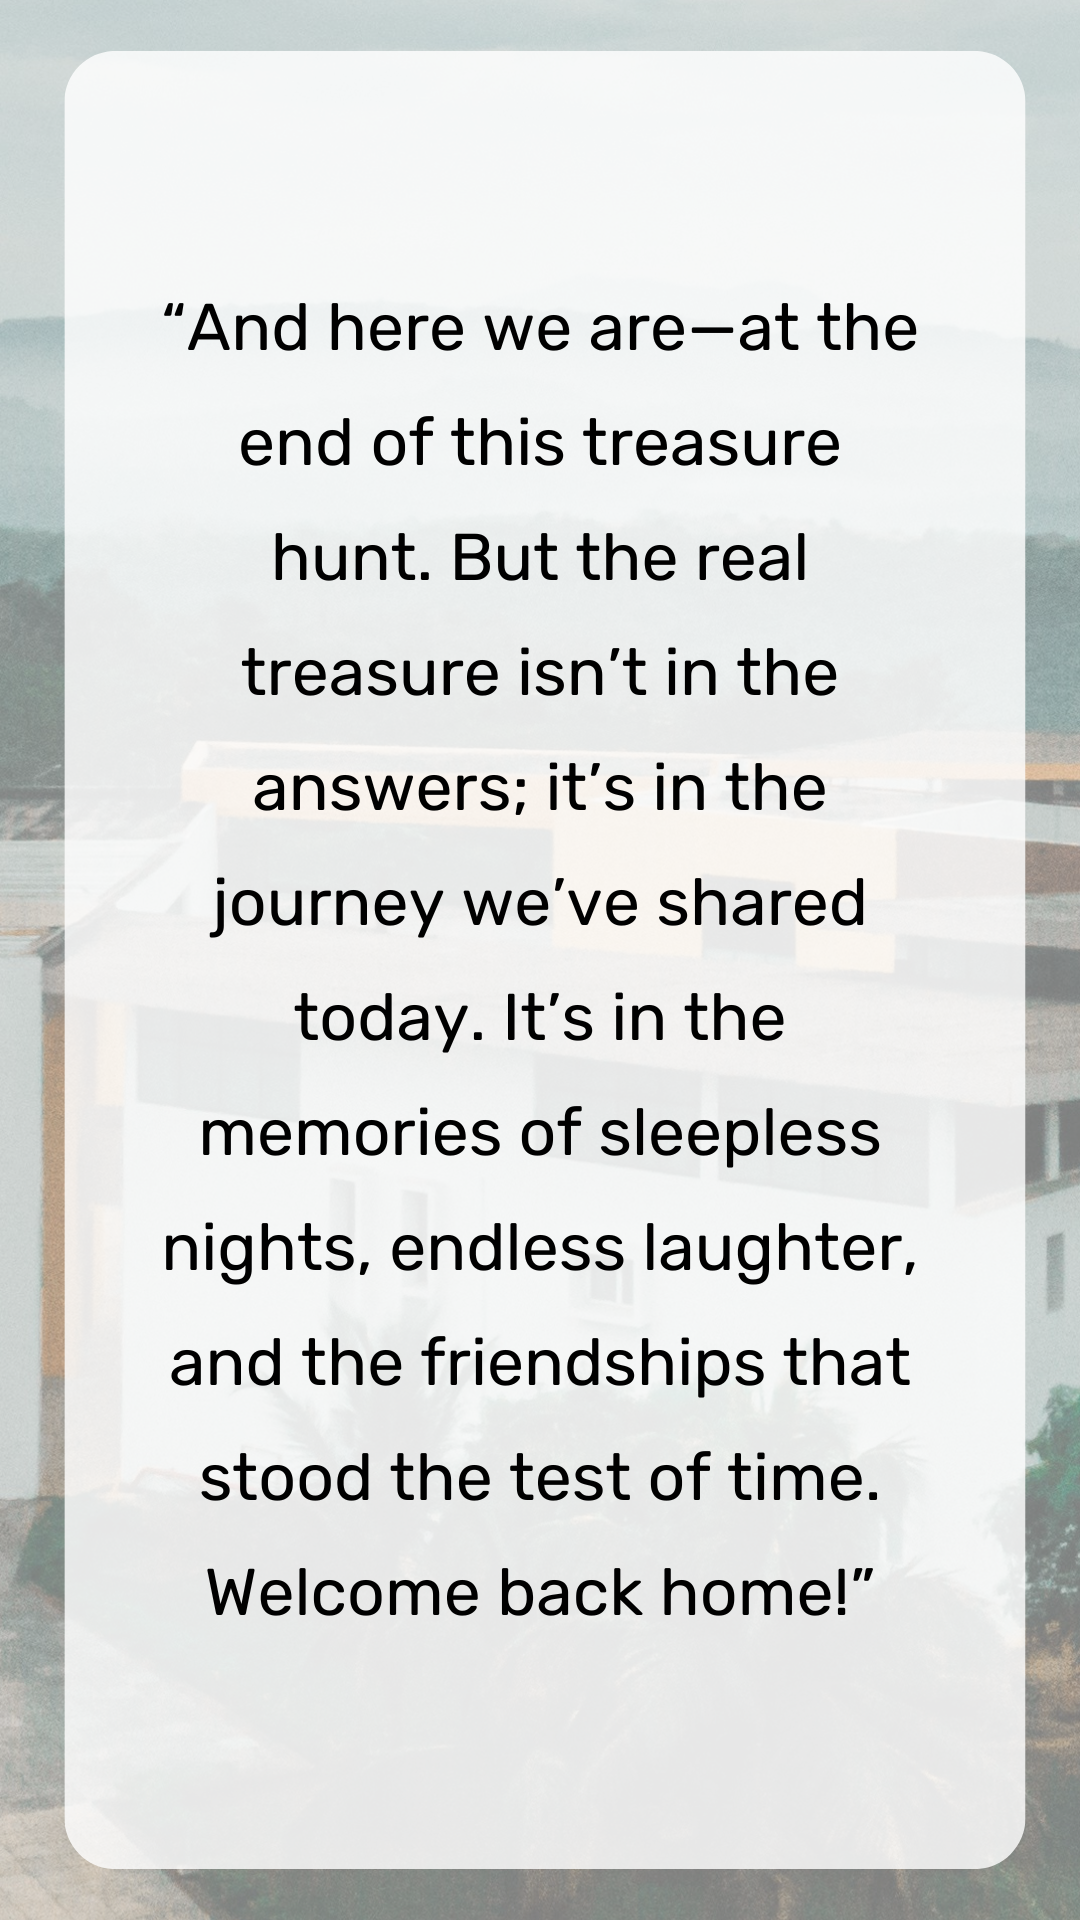 “And here we are—at the
end of this treasure
hunt. But the real
treasure isn’t in the
answers; it’s in the
journey we’ve shared
today. It’s in the
memories of sleepless
nights, endless laughter,
and the friendships that
stood the test of time.
Welcome back home!”